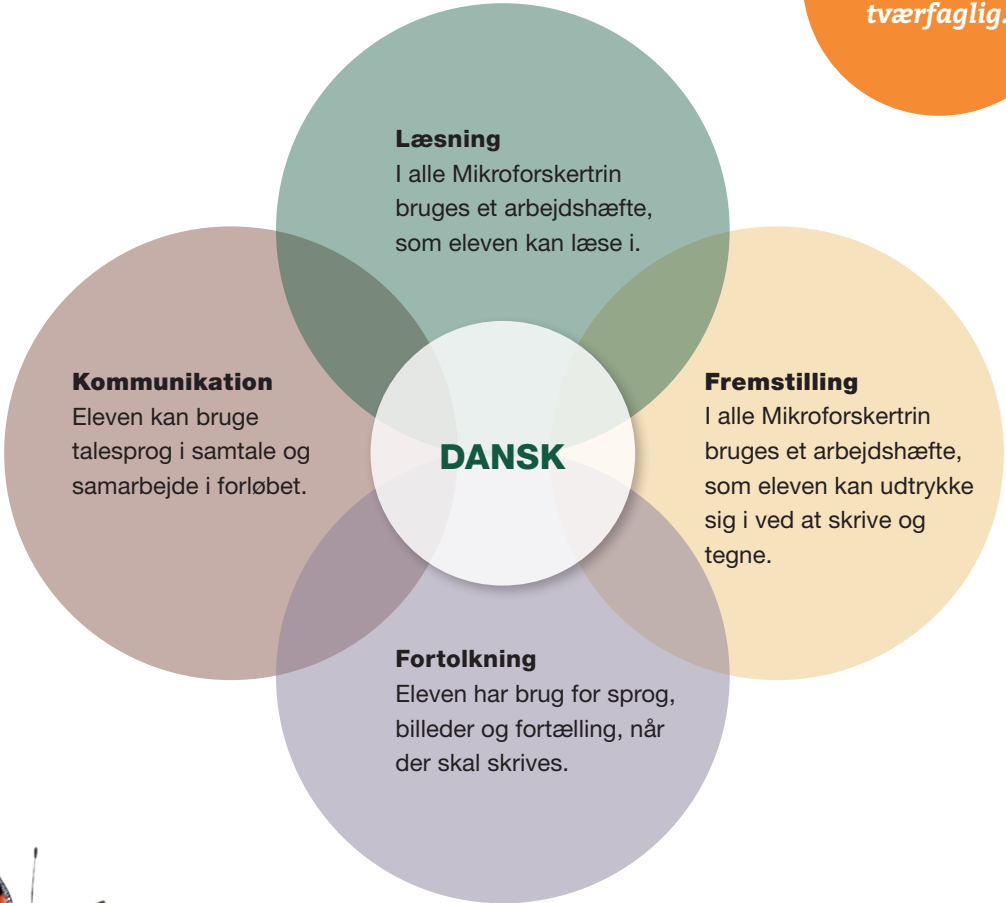 tværfaglig.
Læsning
I alle Mikroforskertrin
bruges et arbejdshæfte,
som eleven kan læse i.
Kommunikation
Eleven kan bruge
talesprog i samtale og
samarbejde i forløbet.
DANSK
Fremstilling
I alle Mikroforskertrin
bruges et arbejdshæfte,
som eleven kan udtrykke
sig i ved at skrive og
tegne.
Fortolkning
Eleven har brug for sprog,
billeder og fortælling, når
der skal skrives.